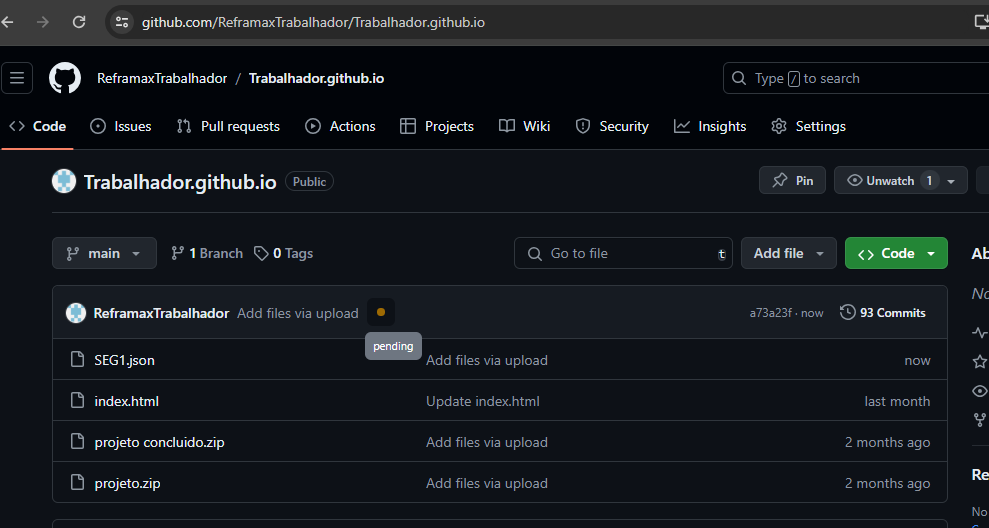 github.com/ReframaxTrabalhador/Trabalhador.github.io
ReframaxTrabalhador / Trabalhador.github.io
Type / to search
Code Issues Pull requests Actions Projects Wiki Security Insights Settings
Trabalhador.github.io Public Pin Unwatch 1
main 1 Branch 0 Tags Go to file t Add file Code
Ab
ReframaxTrabalhador Add files via upload a73a23f · now 93 Commits
No
pending
SEG1.json Add files via upload now
index.html Update index.html last month
projeto concluido.zip Add files via upload 2 months ago
projeto.zip Add files via upload 2 months ago
Re
No